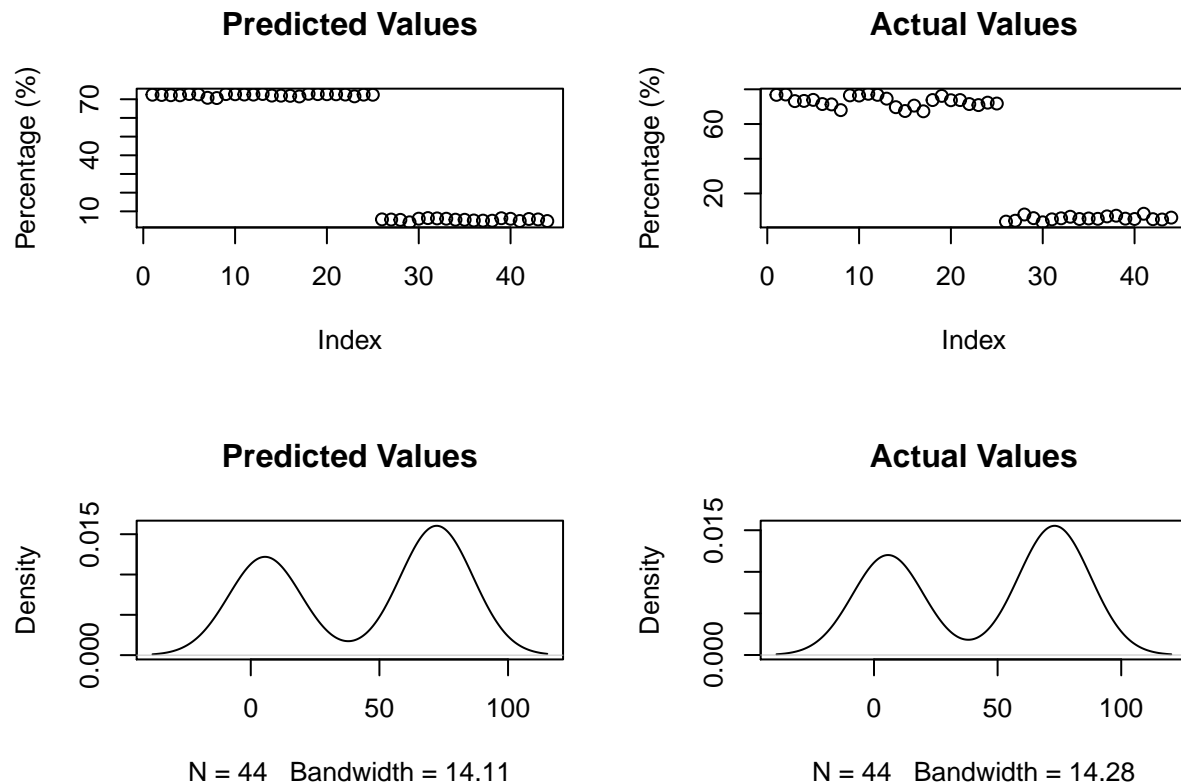 Predicted Values
Percentage (%)
70
40
10
0 10 20 30 40
Index
Actual Values
Percentage (%)
60
20
0 10 20 30 40
Index
Predicted Values
Density
0.015
0.000
0 50 100
N = 44 Bandwidth = 14.11
Actual Values
Density
0.015
0.000
0 50 100
N = 44 Bandwidth = 14.28